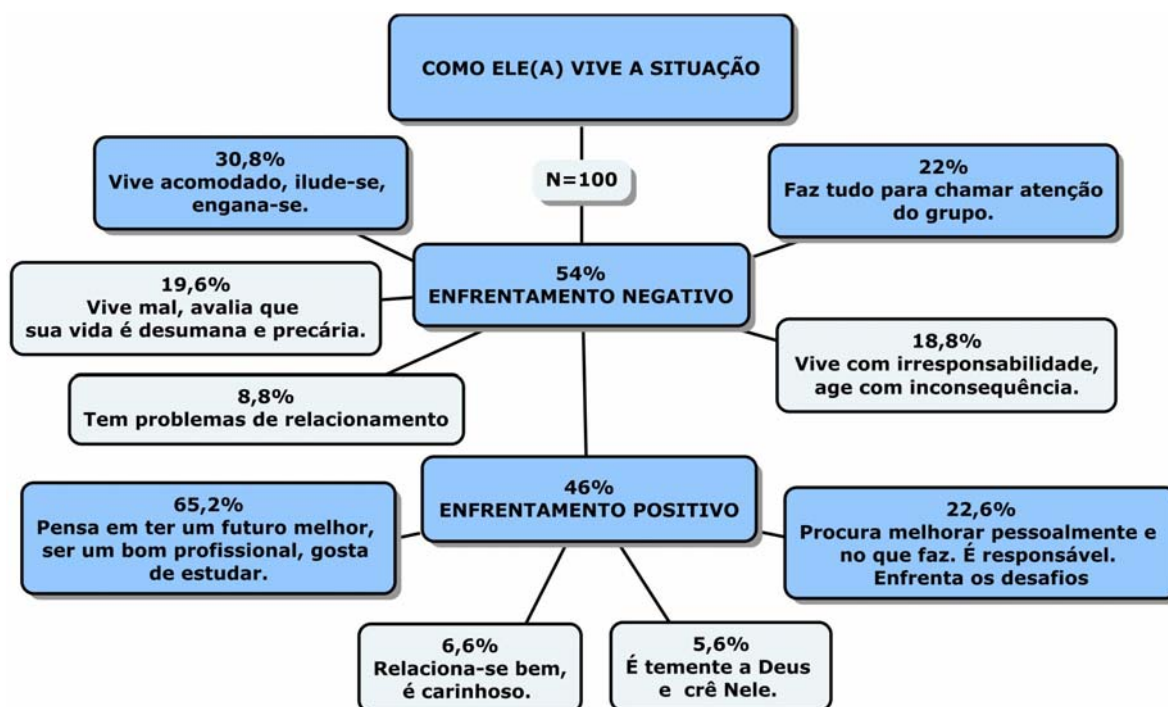 COMO ELE(A) VIVE A SITUAÇÃO
N=100
30,8%
Vive acomodado, ilude-se,
engana-se.
22%
Faz tudo para chamar atenção
do grupo.
54%
ENFRENTAMENTO NEGATIVO
19,6%
Vive mal, avalia que
sua vida é desumana e precária.
18,8%
Vive com irresponsabilidade,
age com inconsequência.
8,8%
Tem problemas de relacionamento
46%
ENFRENTAMENTO POSITIVO
65,2%
Pensa em ter um futuro melhor,
ser um bom profissional, gosta
de estudar.
22,6%
Procura melhorar pessoalmente e
no que faz. É responsável.
Enfrenta os desafios
6,6%
Relaciona-se bem,
é carinhoso.
5,6%
É temente a Deus
e crê Nele.